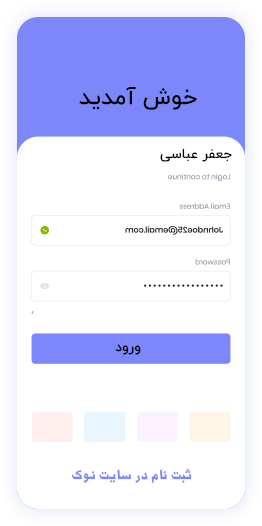 خوش آمدید
جعفر عباسی
Login to continue
Email Address
Johndoe25@email.com
Password
•••••••••••••••••
ورود
ثبت نام در سایت نوک